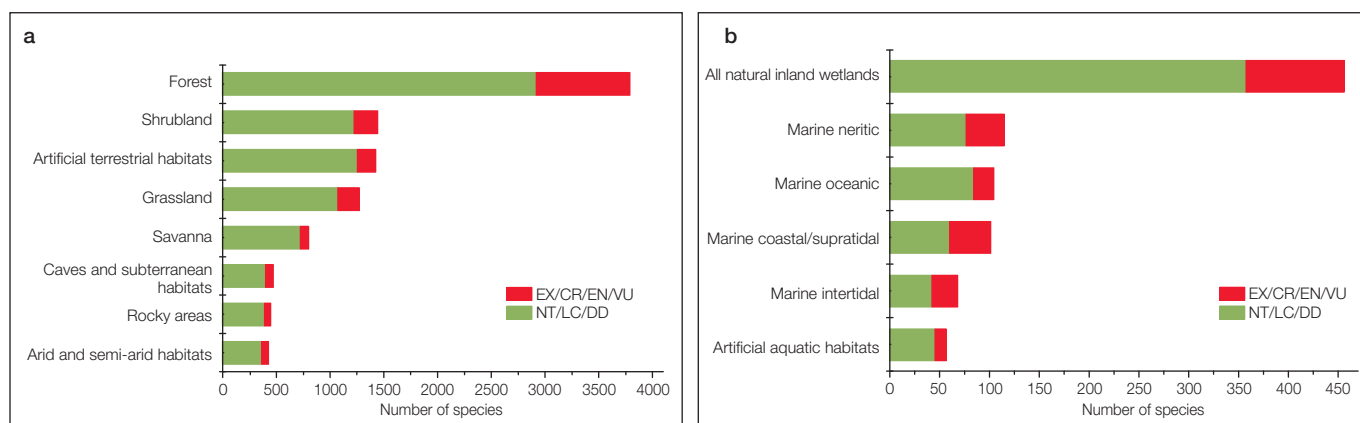 a
Forest
Shrubland
Artificial terrestrial habitats
Grassland
Savanna
Caves and subterranean
habitats
Rocky areas
Arid and semi-arid habitats
EX/CR/EN/VU
NT/LC/DD
0 500 1000 1500 2000 2500 3000 3500 4000
Number of species
b
All natural inland wetlands
Marine neritic
Marine oceanic
Marine coastal/supratidal
Marine intertidal
Artificial aquatic habitats
EX/CR/EN/VU
NT/LC/DD
0 50 100 150 200 250 300 350 400 450
Number of species